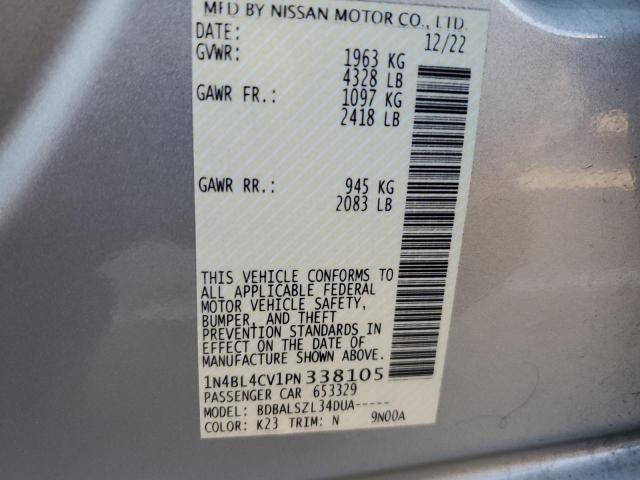 MFD BY NISSAN MOTOR CO., LTD.
DATE: 12/22
GVWR: 1963 KG
4328 LB
GAWR FR.: 1097 KG
2418 LB
GAWR RR.: 945 KG
2083 LB
THIS VEHICLE CONFORMS TO
ALL APPLICABLE FEDERAL
MOTOR VEHICLE SAFETY,
BUMPER, AND THEFT
PREVENTION STANDARDS IN
EFFECT ON THE DATE OF
MANUFACTURE SHOWN ABOVE.
1N4BL4CV1PN338105
PASSENGER CAR 653329
MODEL: BDBALSZL34DUA-----
COLOR: K23 TRIM: N 9N00A